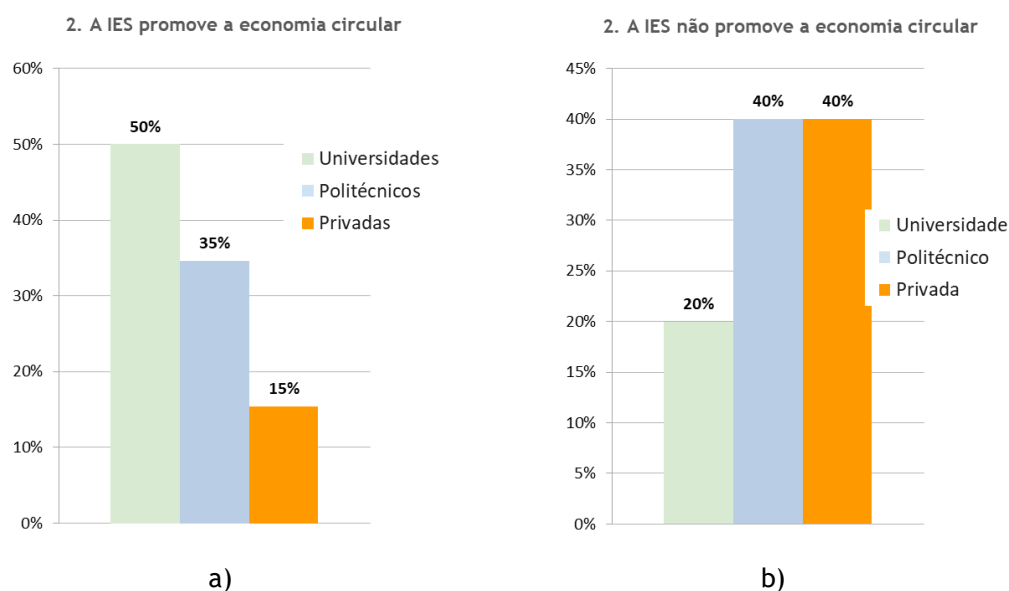 2. A IES promove a economia circular
60%
50%
40%
30%
20%
10%
0%
50%
35%
15%
Universidades
Politécnicos
Privadas
a)
2. A IES não promove a economia circular
45%
40%
35%
30%
25%
20%
15%
10%
5%
0%
20%
40%
40%
Universidade
Politécnico
Privada
b)